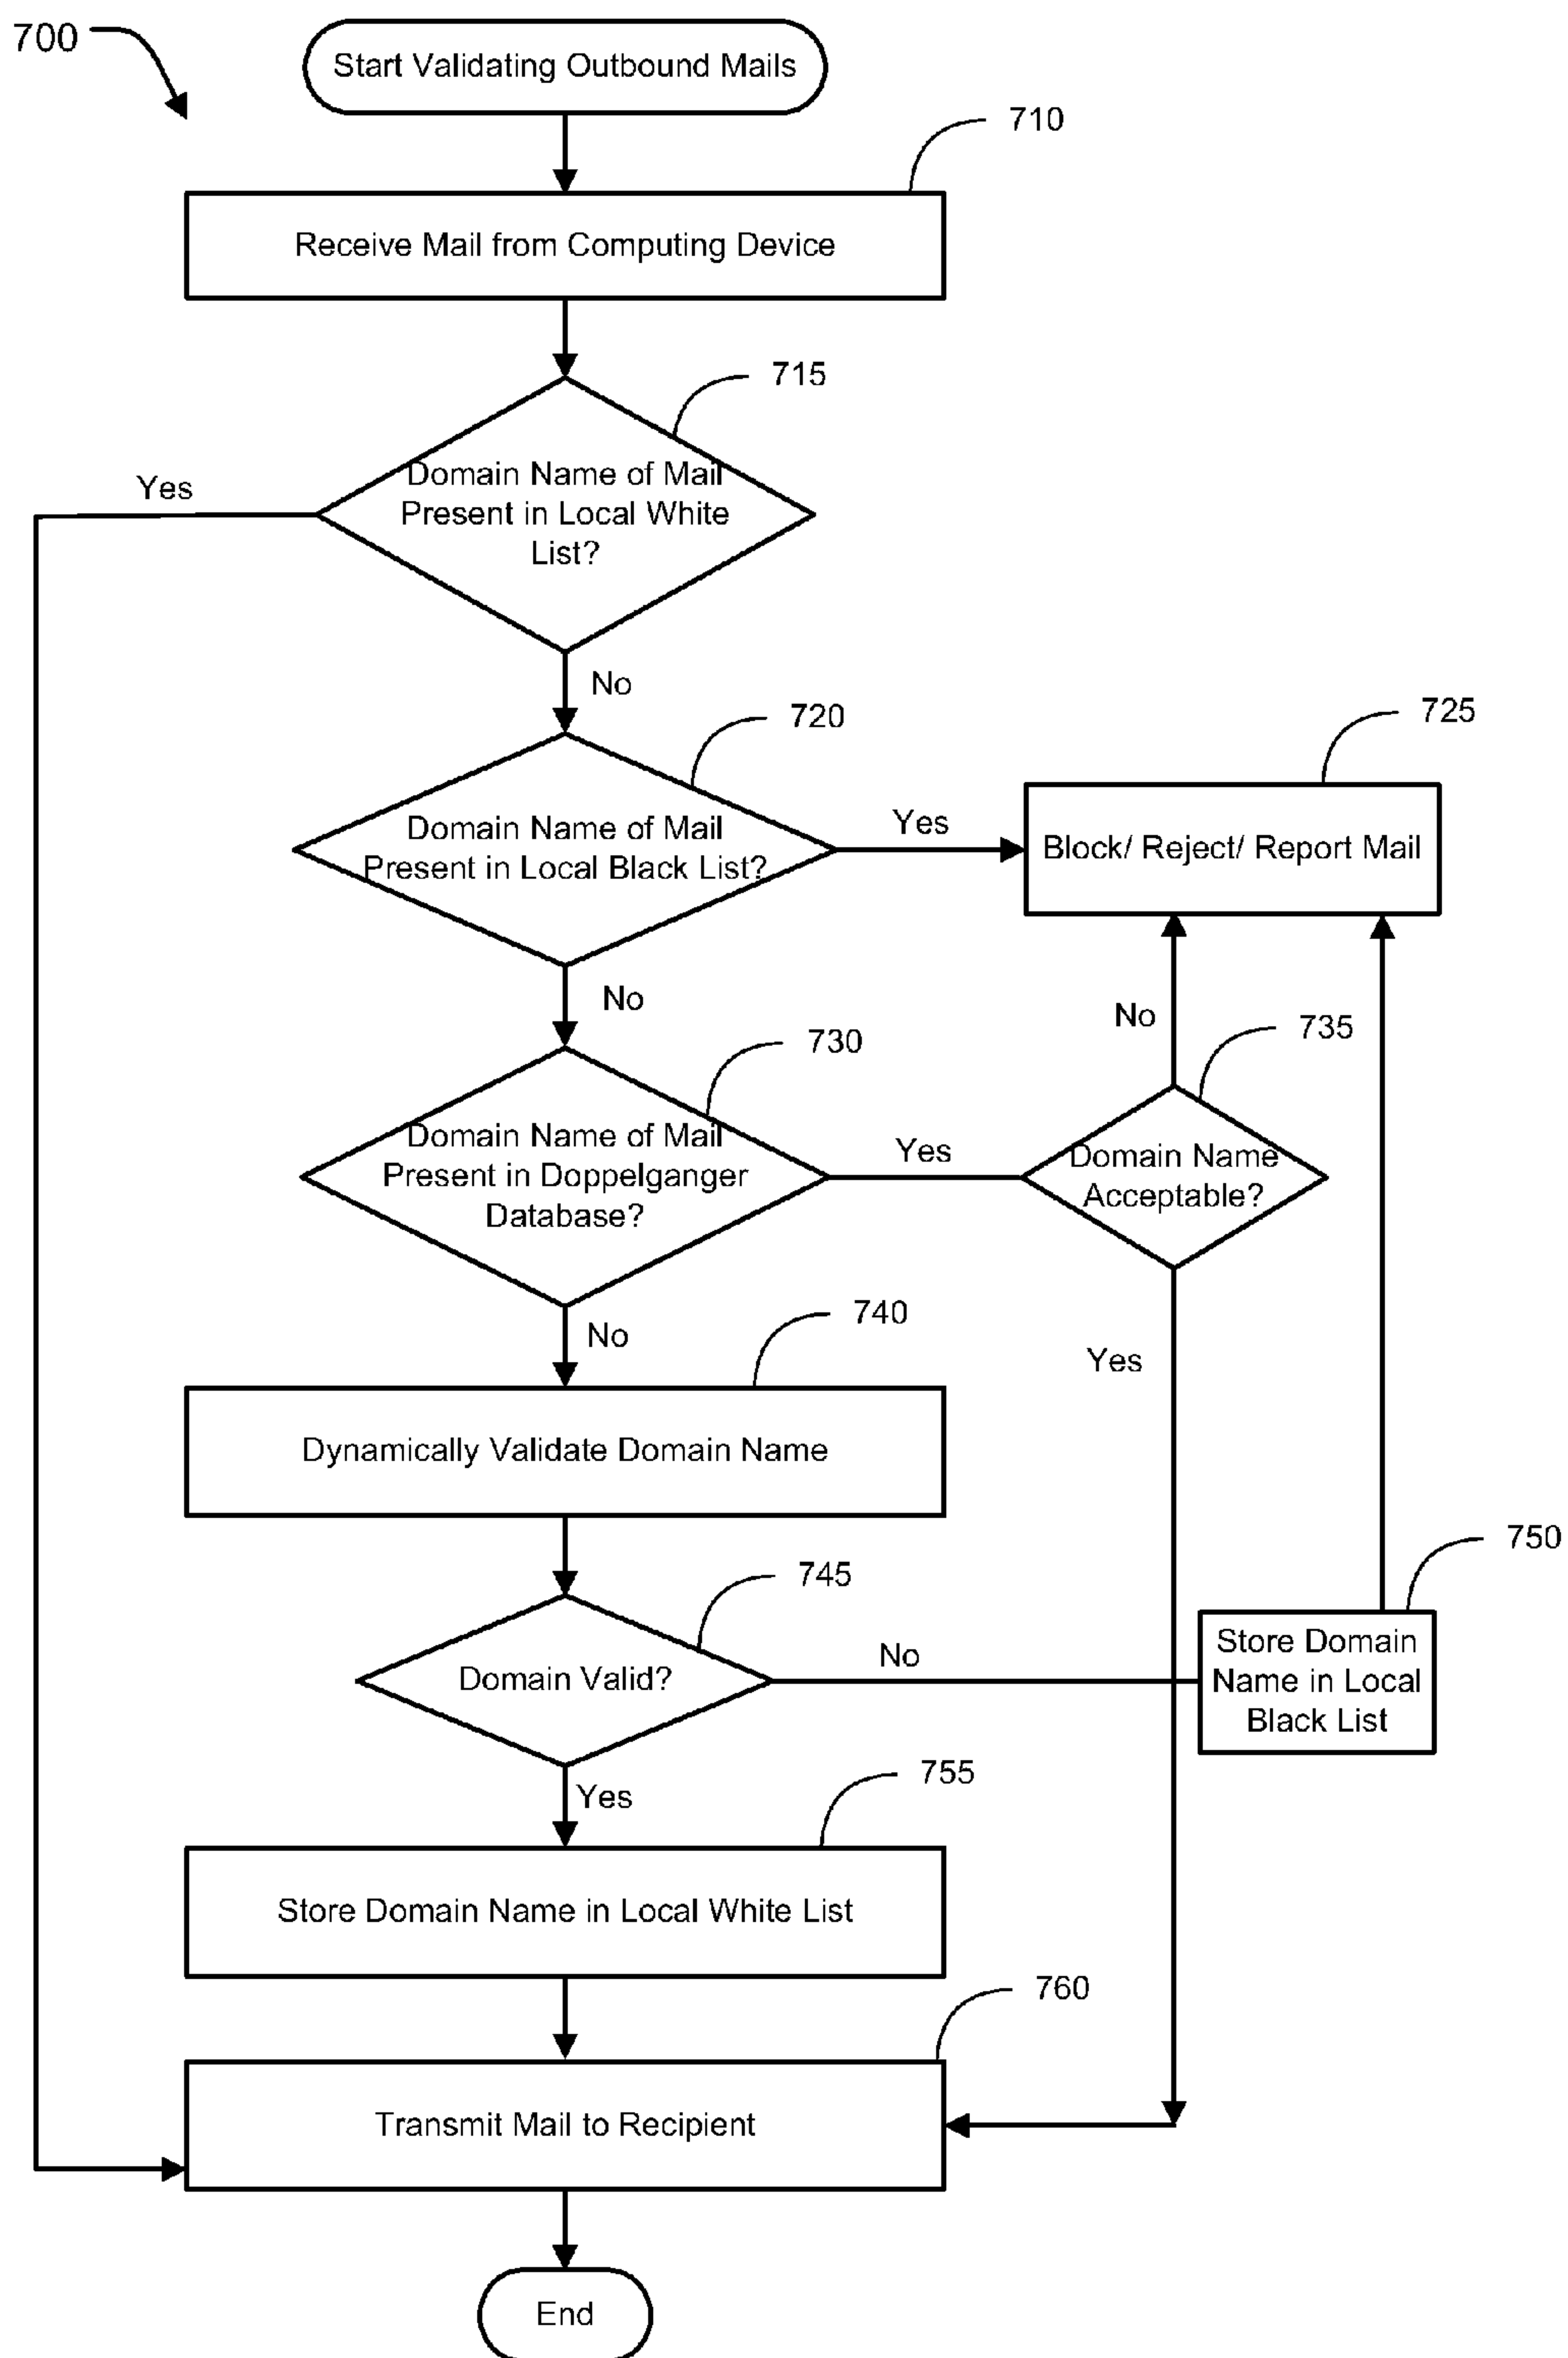 700
Start Validating Outbound Mails
710
Receive Mail from Computing Device
715
Domain Name of Mail
Present in Local White
List?
Yes
No
720
Domain Name of Mail
Present in Local Black List?
Yes
725
Block/ Reject/ Report Mail
No
730
Domain Name of Mail
Present in Doppelganger
Database?
Yes
No
735
Domain Name
Acceptable?
No
740
Yes
Dynamically Validate Domain Name
745
Domain Valid?
No
750
Store Domain
Name in Local
Black List
Yes
755
Store Domain Name in Local White List
760
Transmit Mail to Recipient
End